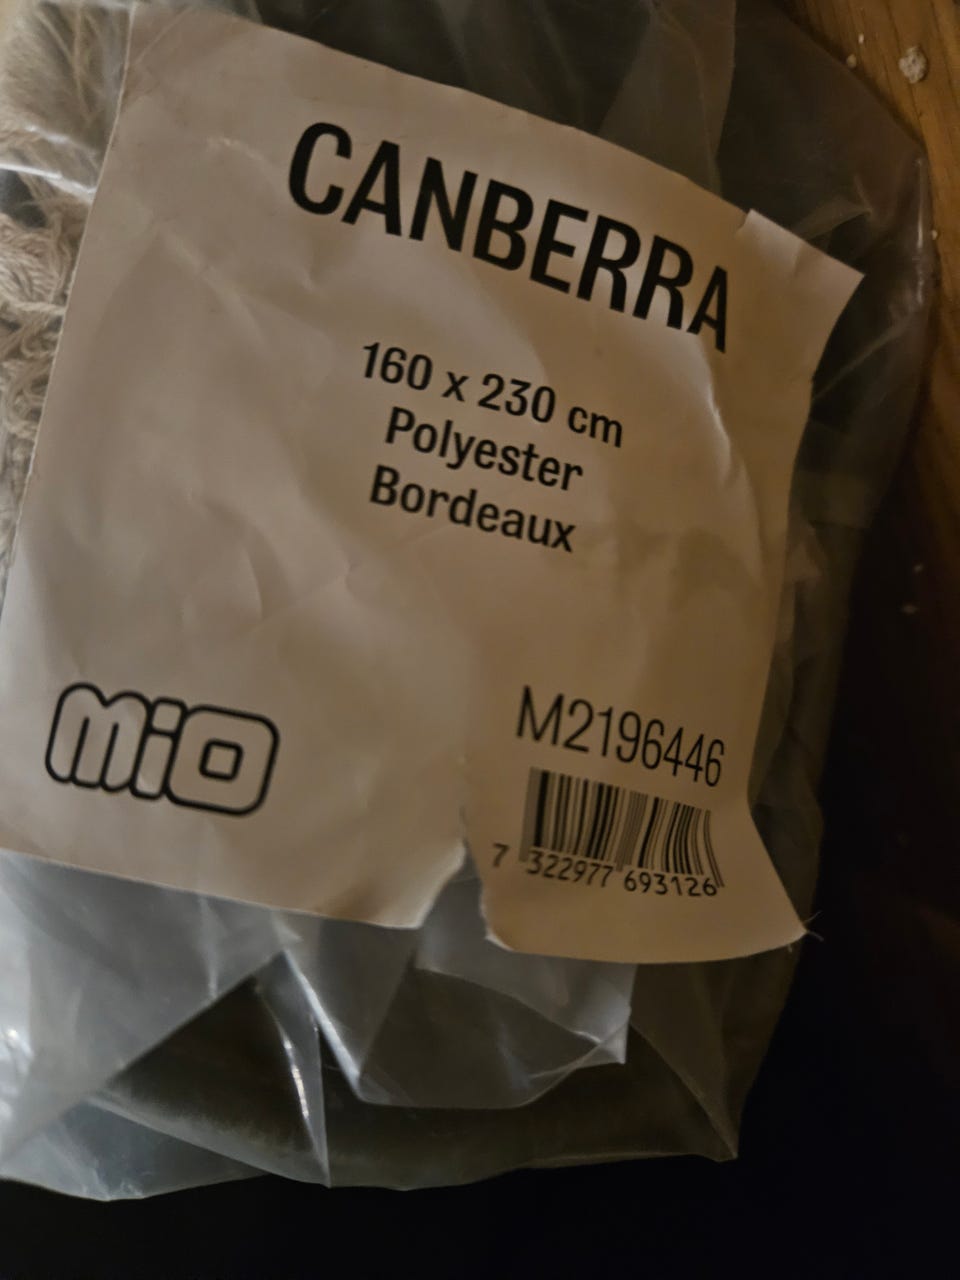 CANBERRA
160 x 230 cm
Polyester
Bordeaux
MiO
M2196446
7 322977 693126